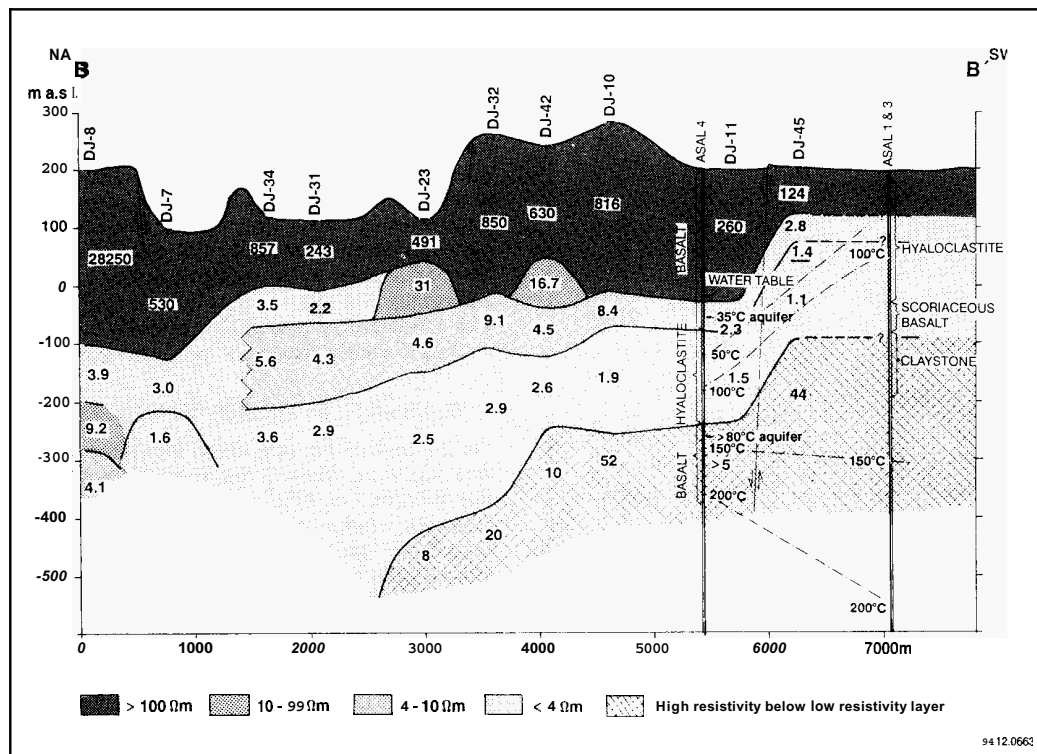 NA
B
B
SW
m a.s l.
300
200
100
0
-100
-200
-300
-400
-500
DJ-8
DJ-7
DJ-34
DJ-31
DJ-23
DJ-32
DJ-42
DJ-10
ASAL 4
DJ-11
DJ-45
ASAL 1 & 3
28250
530
857
243
491
850
630
816
260
124
BASALT
WATER TABLE
HYALOCLASTITE
SCORIACEOUS
BASALT
CLAYSTONE
HYALOCLASTITE
BASALT
3.5
2.2
31
16.7
9.1
4.5
8.4
2.8
1.4
1.1
100°C
?
35°C aquifer
2.3
50°C
1.5
100°C
44
?
3.9
3.0
5.6
4.3
4.6
2.6
1.9
9.2
1.6
3.6
2.9
2.5
2.9
4.1
10
52
8
20
>80°C aquifer
150°C
>5
200°C
150°C
200°C
0
1000
2000
3000
4000
5000
6000
7000m
> 100 Ωm
10 - 99 Ωm
4 - 10 Ωm
< 4 Ωm
High resistivity below low resistivity layer
94 12.0663